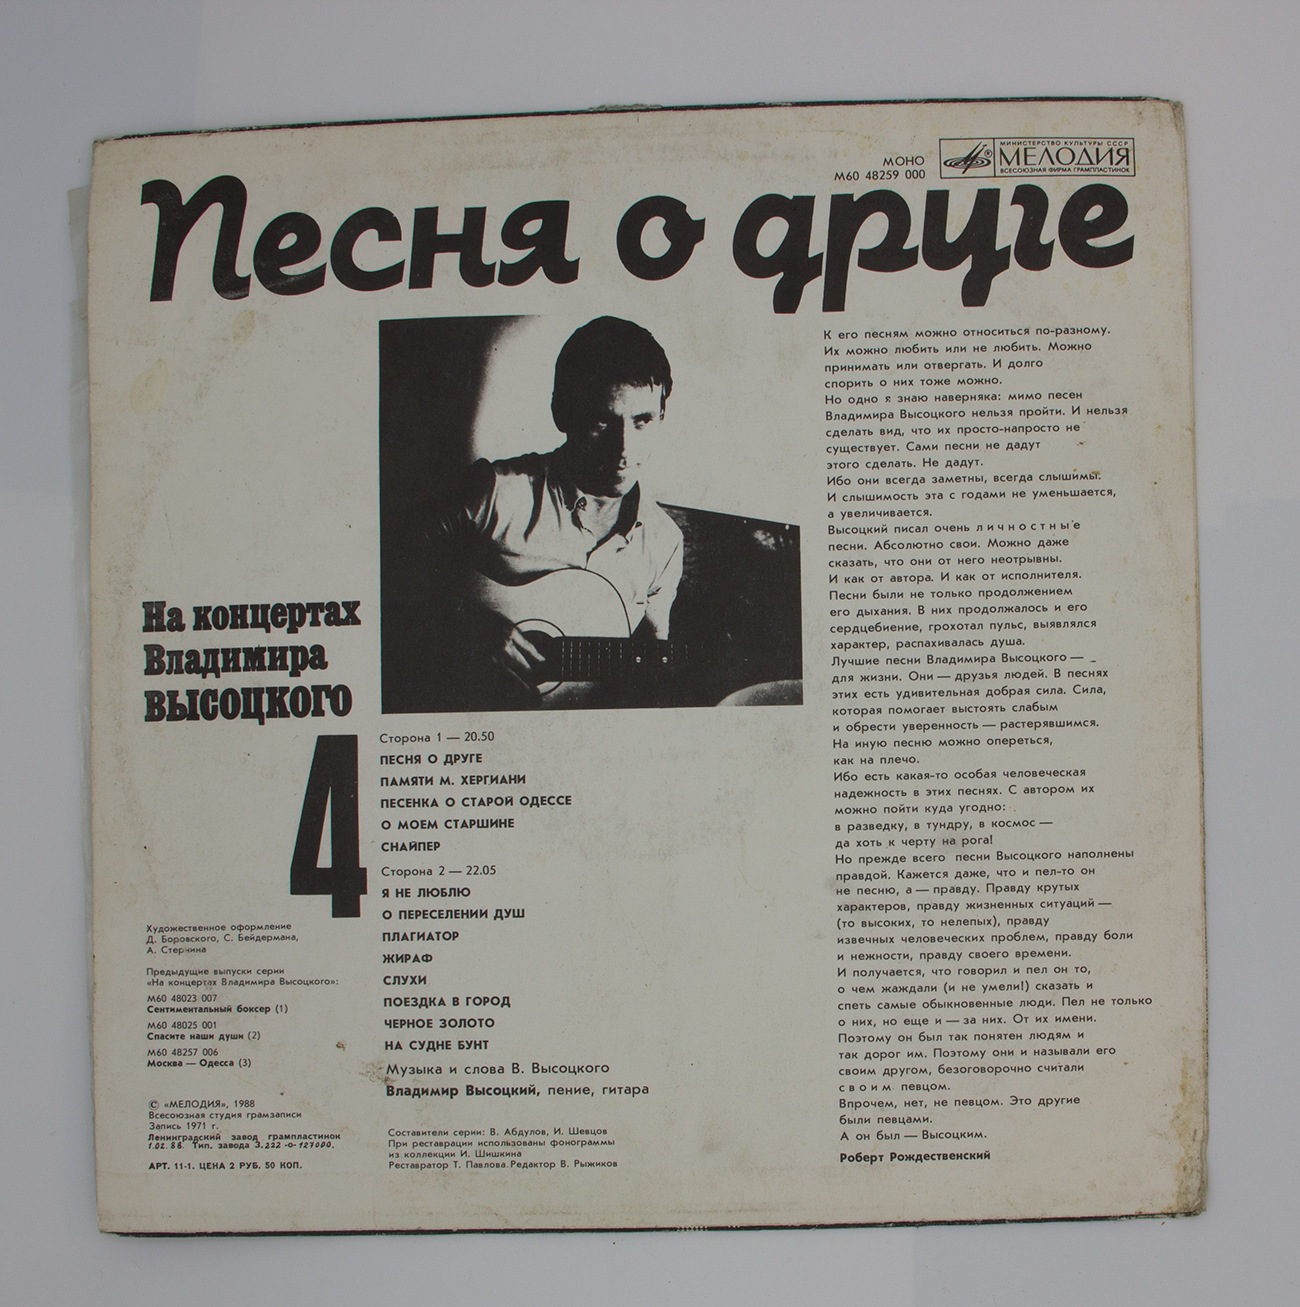 МОНО
М60 48259 000
МИНИСТЕРСТВО КУЛЬТУРЫ СССР
МЕЛОДИЯ
ВСЕСОЮЗНАЯ ФИРМА ГРАМПЛАСТИНОК
Песня о друге
На концертах
Владимира
ВЫСОЦКОГО
4
Сторона 1 — 20.50
ПЕСНЯ О ДРУГЕ
ПАМЯТИ М. ХЕРГИАНИ
ПЕСЕНКА О СТАРОЙ ОДЕССЕ
О МОЕМ СТАРШИНЕ
СНАЙПЕР
Сторона 2 — 22.05
Я НЕ ЛЮБЛЮ
О ПЕРЕСЕЛЕНИИ ДУШ
ПЛАГИАТОР
ЖИРАФ
СЛУХИ
ПОЕЗДКА В ГОРОД
ЧЕРНОЕ ЗОЛОТО
НА СУДНЕ БУНТ
Музыка и слова В. Высоцкого
Владимир Высоцкий, пение, гитара
Составители серии: В. Абдулов, И. Шевцов
При реставрации использованы фонограммы
из коллекции И. Шишкина
Реставратор Т. Павлова. Редактор В. Рыжиков
Художественное оформление
Д. Боровского, С. Бейдермана,
А. Стернина
Предыдущие выпуски серии
«На концертах Владимира Высоцкого»:
М60 48023 007
Сентиментальный боксер (1)
М60 48025 001
Спасите наши души (2)
М60 48257 006
Москва — Одесса (3)
© «МЕЛОДИЯ», 1988
Всесоюзная студия грамзаписи
Запись 1971 г.
Ленинградский завод грампластинок
1.02.88. Тип. завода З.222-0-127000.
АРТ. 11-1. ЦЕНА 2 РУБ. 50 КОП.
К его песням можно относиться по-разному.
Их можно любить или не любить. Можно
принимать или отвергать. И долго
спорить о них тоже можно.
Но одно я знаю наверняка: мимо песен
Владимира Высоцкого нельзя пройти. И нельзя
сделать вид, что их просто-напросто не
существует. Сами песни не дадут
этого сделать. Не дадут.
Ибо они всегда заметны, всегда слышимы.
И слышимость эта с годами не уменьшается,
а увеличивается.
Высоцкий писал очень личностные
песни. Абсолютно свои. Можно даже
сказать, что они от него неотрывны.
И как от автора. И как от исполнителя.
Песни были не только продолжением
его дыхания. В них продолжалось и его
сердцебиение, грохотал пульс, выявлялся
характер, распахивалась душа.
Лучшие песни Владимира Высоцкого —
для жизни. Они — друзья людей. В песнях
этих есть удивительная добрая сила. Сила,
которая помогает выстоять слабым
и обрести уверенность — растерявшимся.
На иную песню можно опереться,
как на плечо.
Ибо есть какая-то особая человеческая
надежность в этих песнях. С автором их
можно пойти куда угодно:
в разведку, в тундру, в космос —
да хоть к черту на рога!
Но прежде всего песни Высоцкого наполнены
правдой. Кажется даже, что и пел-то он
не песню, а — правду. Правду крутых
характеров, правду жизненных ситуаций —
(то высоких, то нелепых), правду
извечных человеческих проблем, правду боли
и нежности, правду своего времени.
И получается, что говорил и пел он то,
о чем жаждали (и не умели!) сказать и
спеть самые обыкновенные люди. Пел не только
о них, но еще и — за них. От их имени.
Поэтому он был так понятен людям и
так дорог им. Поэтому они и называли его
своим другом, безоговорочно считали
своим певцом.
Впрочем, нет, не певцом. Это другие
были певцами.
А он был — Высоцким.
Роберт Рождественский